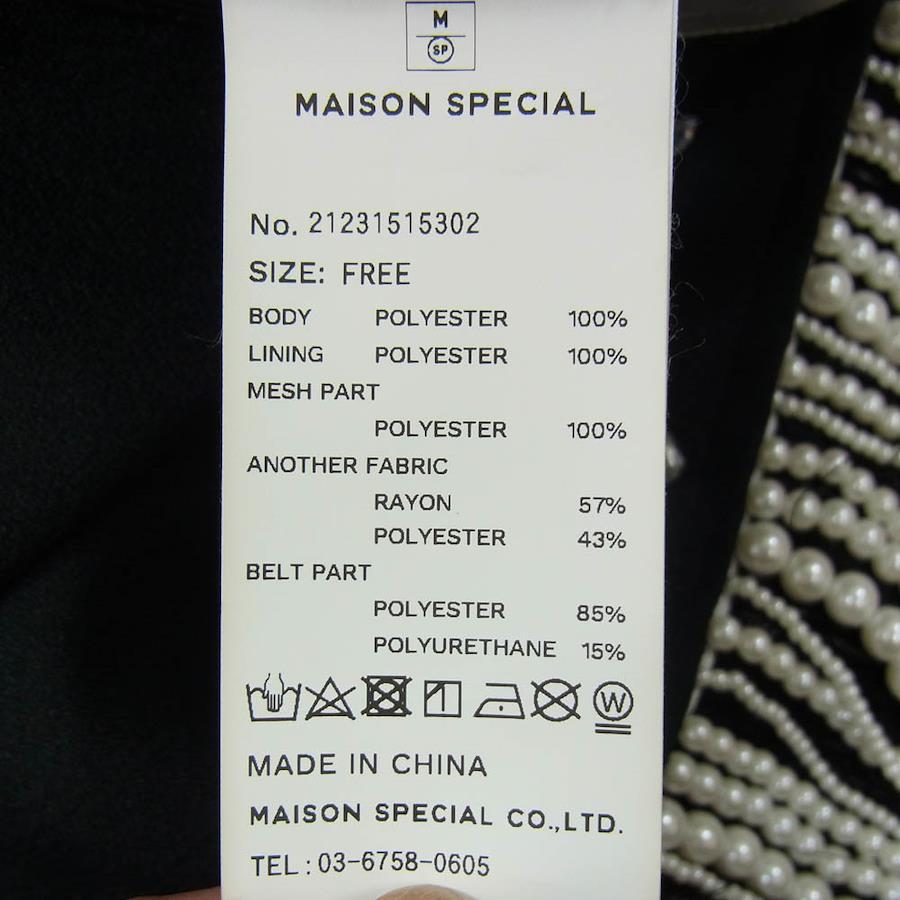 M
SP
MAISON SPECIAL
No. 21231515302
SIZE: FREE
BODY POLYESTER 100%
LINING POLYESTER 100%
MESH PART
POLYESTER 100%
ANOTHER FABRIC
RAYON 57%
POLYESTER 43%
BELT PART
POLYESTER 85%
POLYURETHANE 15%
W
MADE IN CHINA
MAISON SPECIAL CO.,LTD.
TEL:03-6758-0605